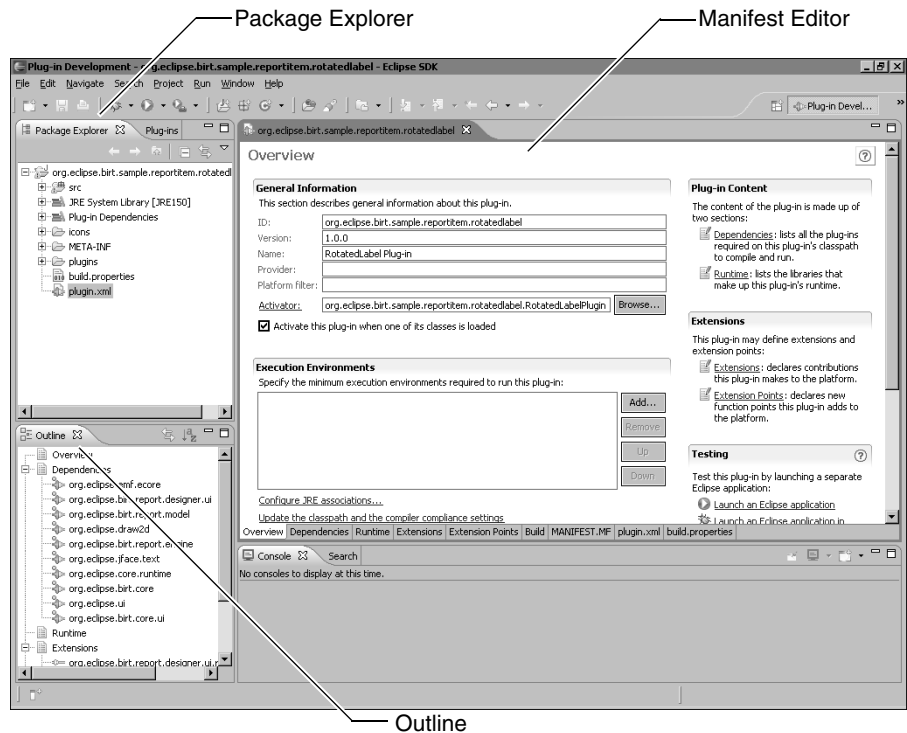 Package Explorer
Manifest Editor
Plug-in Development - org.eclipse.birt.sample.reportitem.rotatedlabel - Eclipse SDK
File Edit Navigate Search Project Run Window Help
Plug-in Devel...
Package Explorer Plug-ins
org.eclipse.birt.sample.reportitem.rotatedl
src
JRE System Library [JRE150]
Plug-in Dependencies
icons
META-INF
plugins
build.properties
plugin.xml
org.eclipse.birt.sample.reportitem.rotatedlabel
Overview
General Information
This section describes general information about this plug-in.
ID: org.eclipse.birt.sample.reportitem.rotatedlabel
Version: 1.0.0
Name: RotatedLabel Plug-in
Provider:
Platform filter:
Activator: org.eclipse.birt.sample.reportitem.rotatedlabel.RotatedLabelPlugin Browse...
Activate this plug-in when one of its classes is loaded
Execution Environments
Specify the minimum execution environments required to run this plug-in:
Add...
Remove
Up
Down
Configure JRE associations...
Update the classpath and the compiler compliance settings
Plug-in Content
The content of the plug-in is made up of
two sections:
Dependencies: lists all the plug-ins
required on this plug-in's classpath
to compile and run.
Runtime: lists the libraries that
make up this plug-in's runtime.
Extensions
This plug-in may define extensions and
extension points:
Extensions: declares contributions
this plug-in makes to the platform.
Extension Points: declares new
function points this plug-in adds to
the platform.
Testing
Test this plug-in by launching a separate
Eclipse application:
Launch an Eclipse application
Launch an Eclipse application in
Overview Dependencies Runtime Extensions Extension Points Build MANIFEST.MF plugin.xml build.properties
Outline
Overview
Dependencies
org.eclipse.emf.ecore
org.eclipse.birt.report.designer.ui
org.eclipse.birt.report.model
org.eclipse.draw2d
org.eclipse.birt.report.engine
org.eclipse.jface.text
org.eclipse.core.runtime
org.eclipse.birt.core
org.eclipse.ui
org.eclipse.birt.core.ui
Runtime
Extensions
org.eclipse.birt.report.designer.ui.r
Console Search
No consoles to display at this time.
Outline